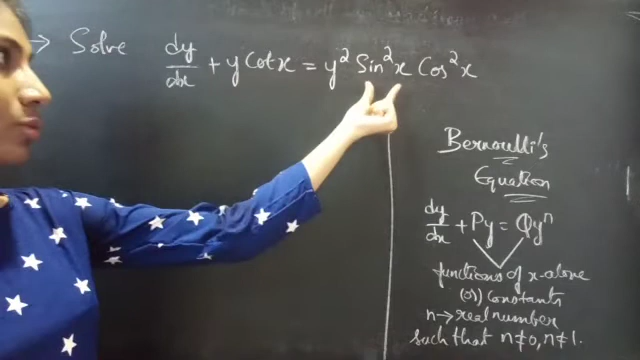 → Solve dy/dx + y Cot x = y² Sin²x Cos²x
Bernoulli's
Equation
dy/dx + Py = Qyⁿ
functions of x-alone
(or) constants
n → real number
such that n≠0, n≠1.